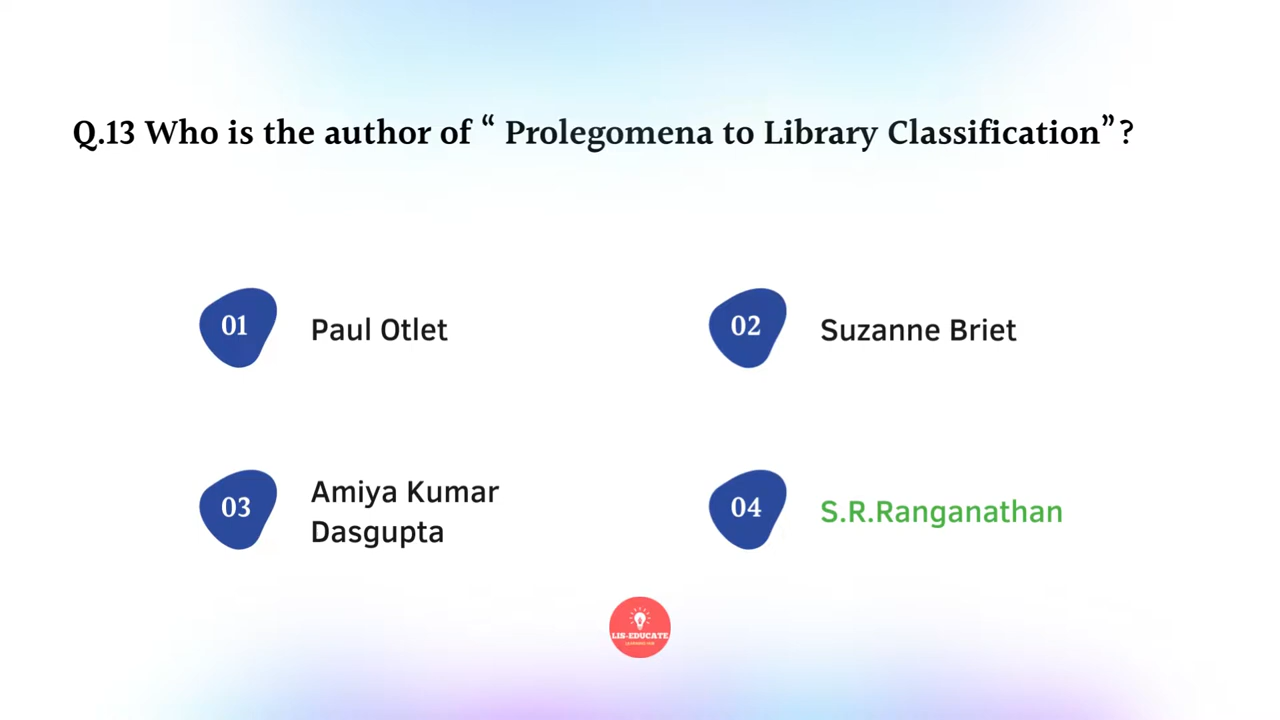 Q.13 Who is the author of “ Prolegomena to Library Classification”?
01 Paul Otlet
02 Suzanne Briet
03 Amiya Kumar
Dasgupta
04 S.R.Ranganathan
LIS-EDUCATE